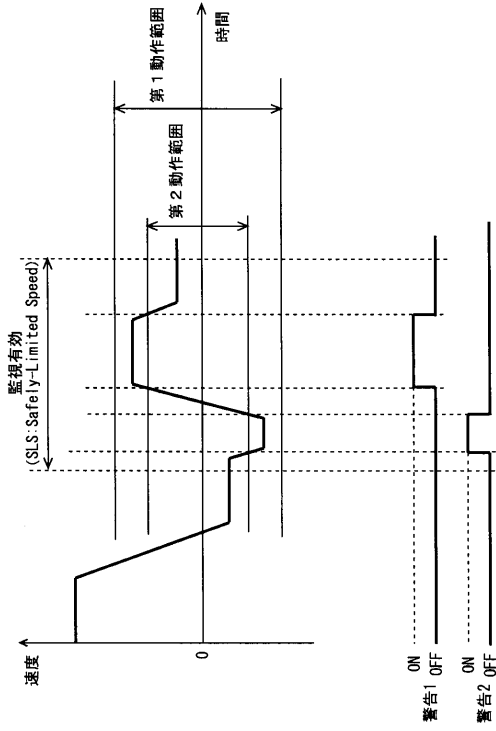 速度
0
監視有効
(SLS:Safely-Limited Speed)
第2動作範囲
第1動作範囲
時間
警告1
ON
OFF
警告2
ON
OFF